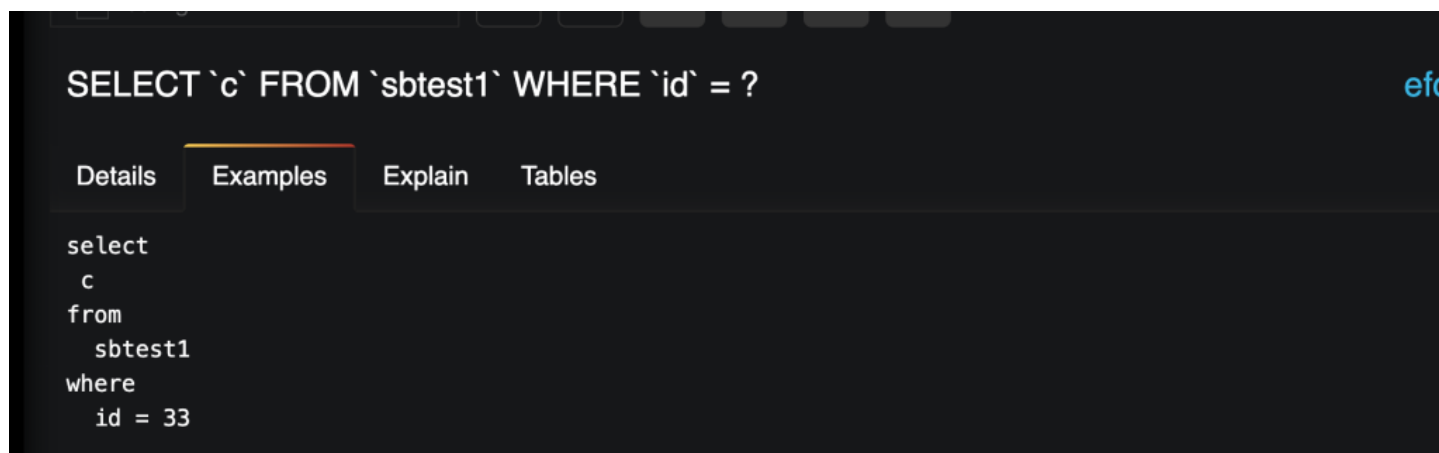 SELECT `c` FROM `sbtest1` WHERE `id` = ?
Details Examples Explain Tables
select
c
from
sbtest1
where
id = 33